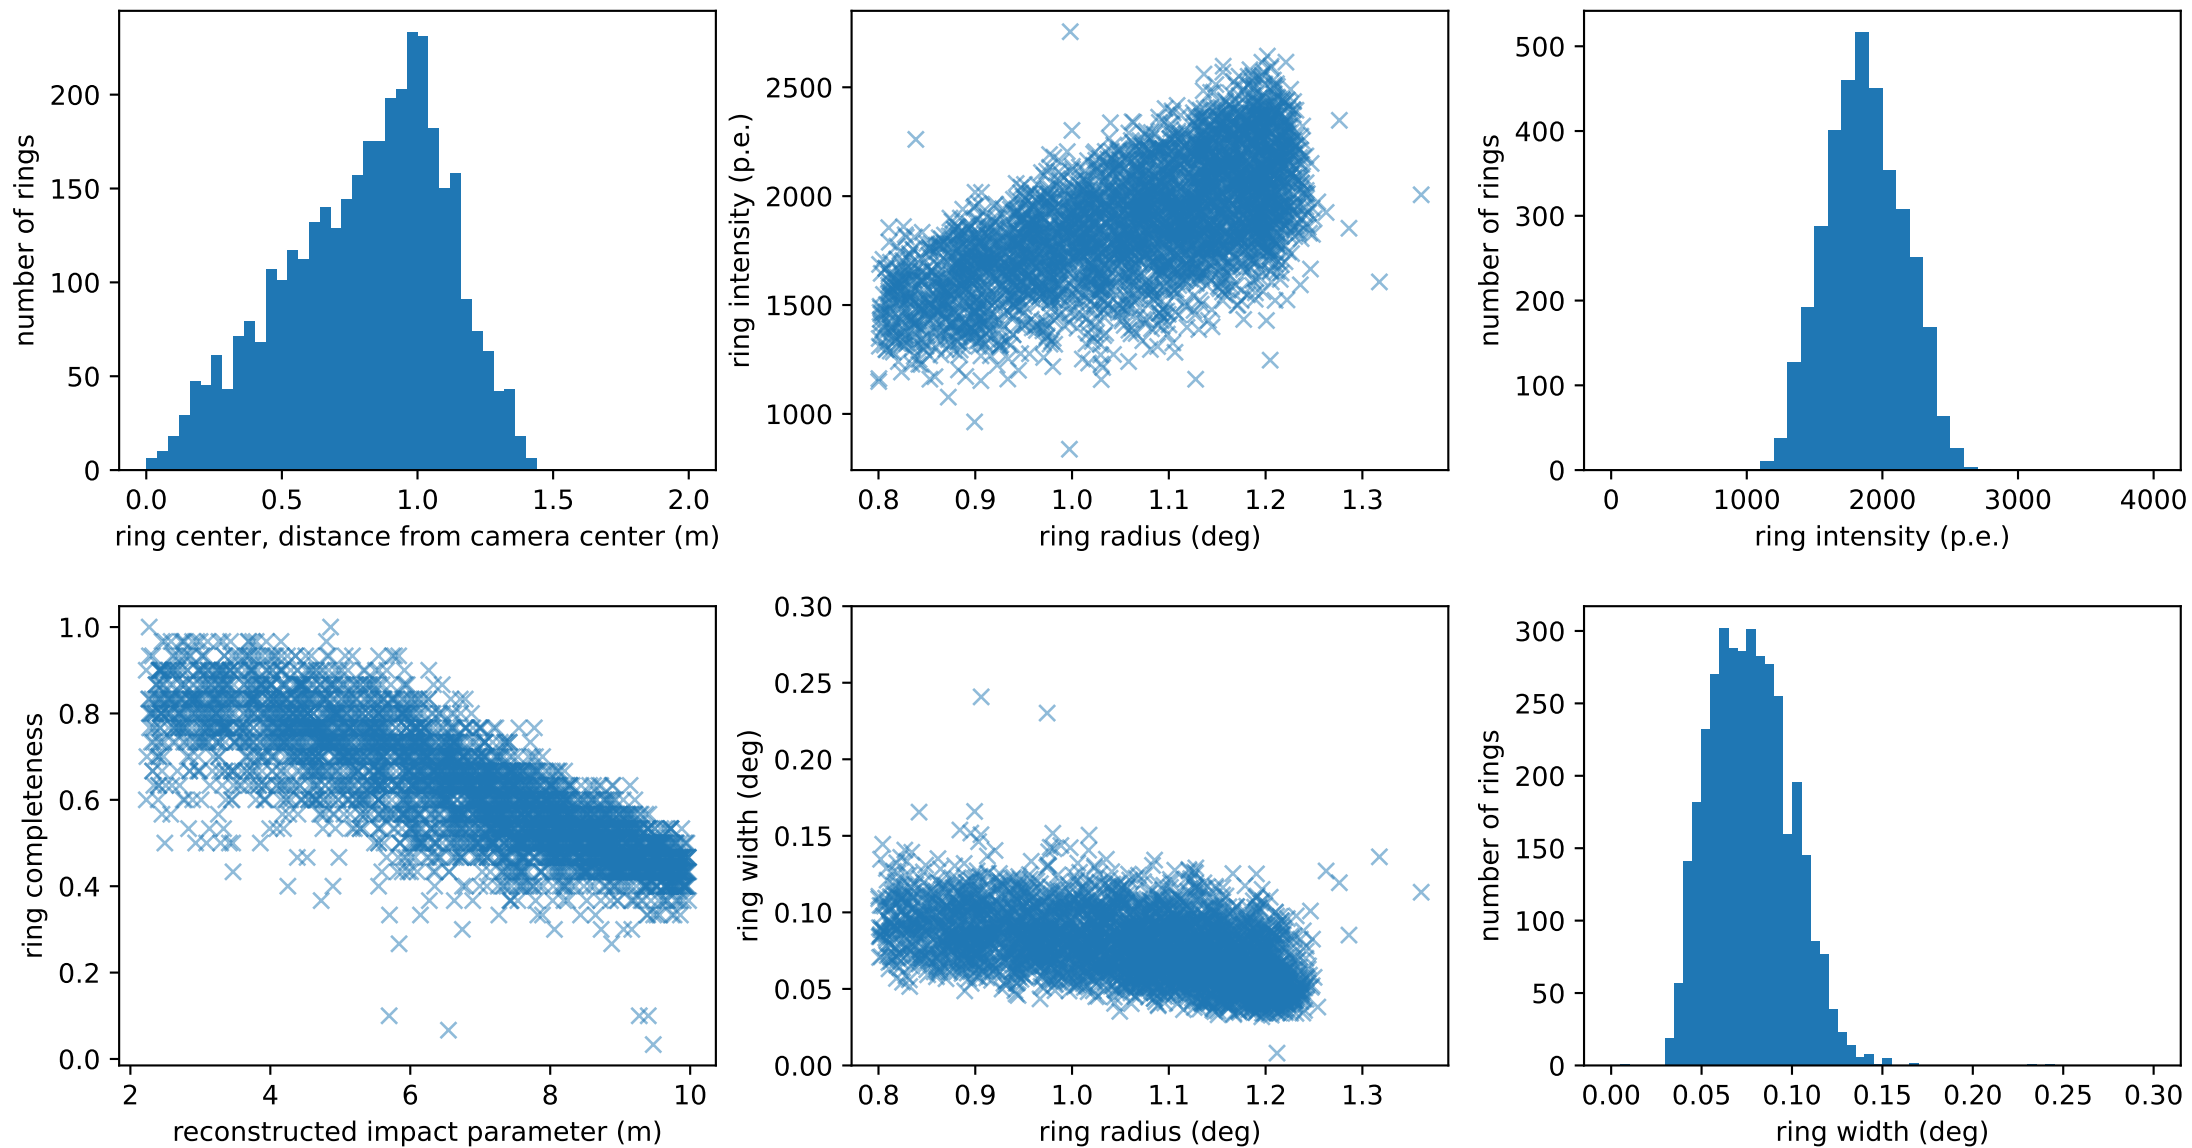 number of rings
200
150
100
50
0
0.0 0.5 1.0 1.5 2.0
ring center, distance from camera center (m)
ring intensity (p.e.)
2500
2000
1500
1000
0.8 0.9 1.0 1.1 1.2 1.3
ring radius (deg)
number of rings
500
400
300
200
100
0
0 1000 2000 3000 4000
ring intensity (p.e.)
ring completeness
1.0
0.8
0.6
0.4
0.2
0.0
2 4 6 8 10
reconstructed impact parameter (m)
ring width (deg)
0.30
0.25
0.20
0.15
0.10
0.05
0.00
0.8 0.9 1.0 1.1 1.2 1.3
ring radius (deg)
number of rings
300
250
200
150
100
50
0
0.00 0.05 0.10 0.15 0.20 0.25 0.30
ring width (deg)